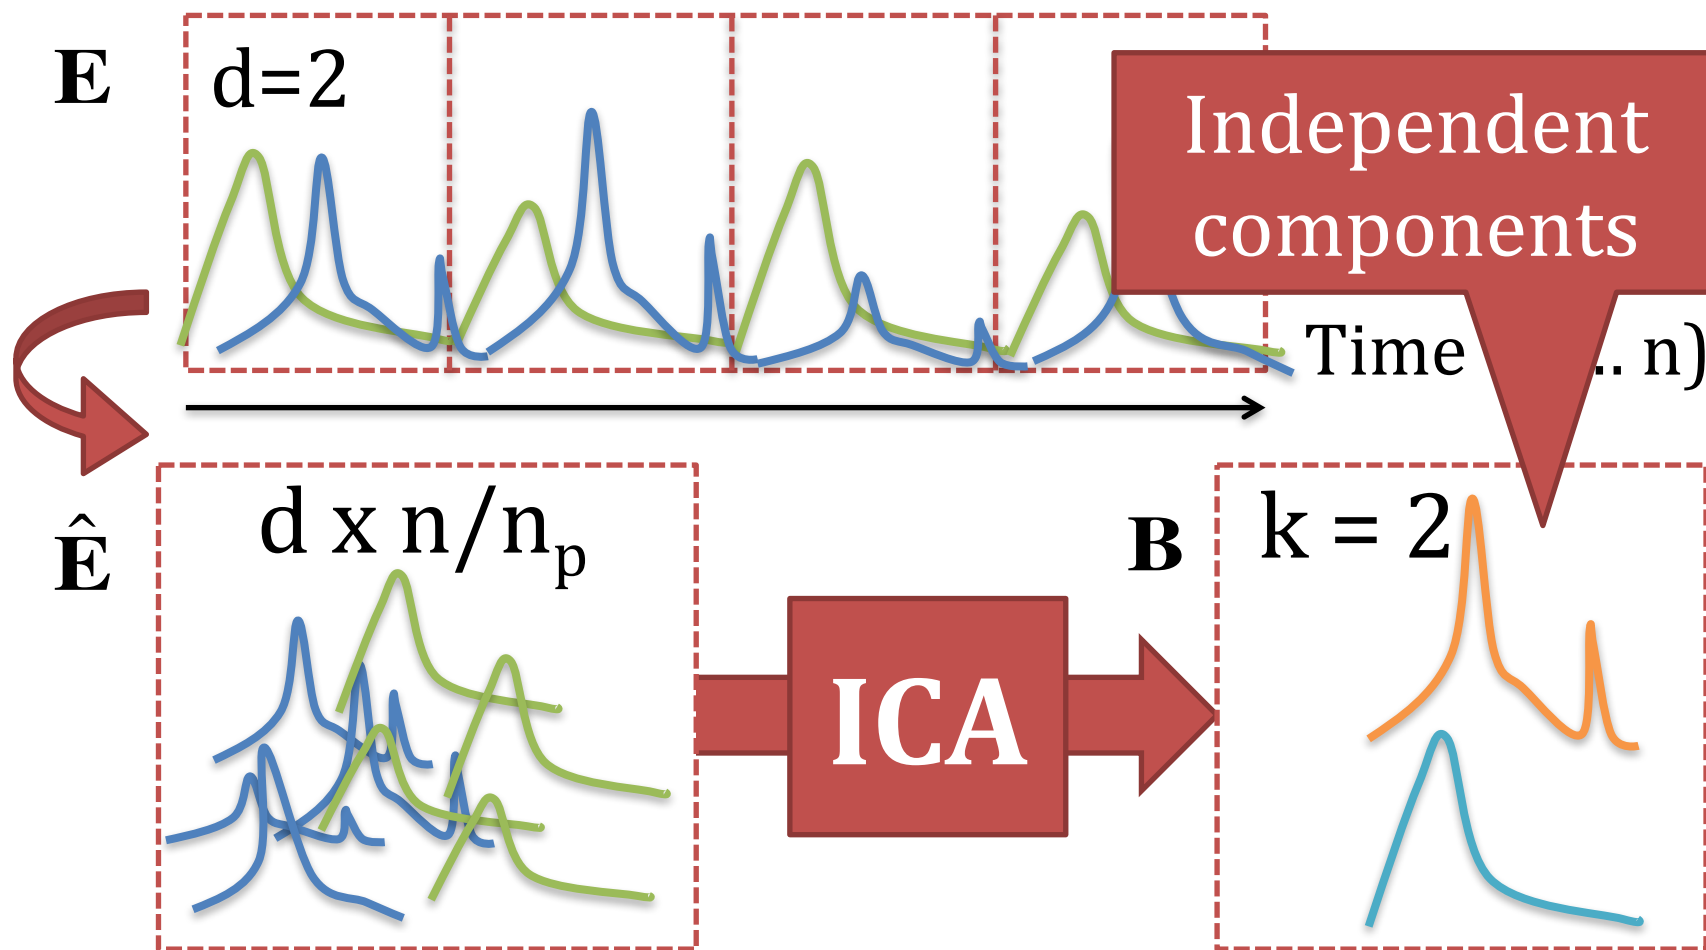 E
d=2
Independent
components
Time .. n)
Ê
d x n/nₚ
B
k = 2
ICA